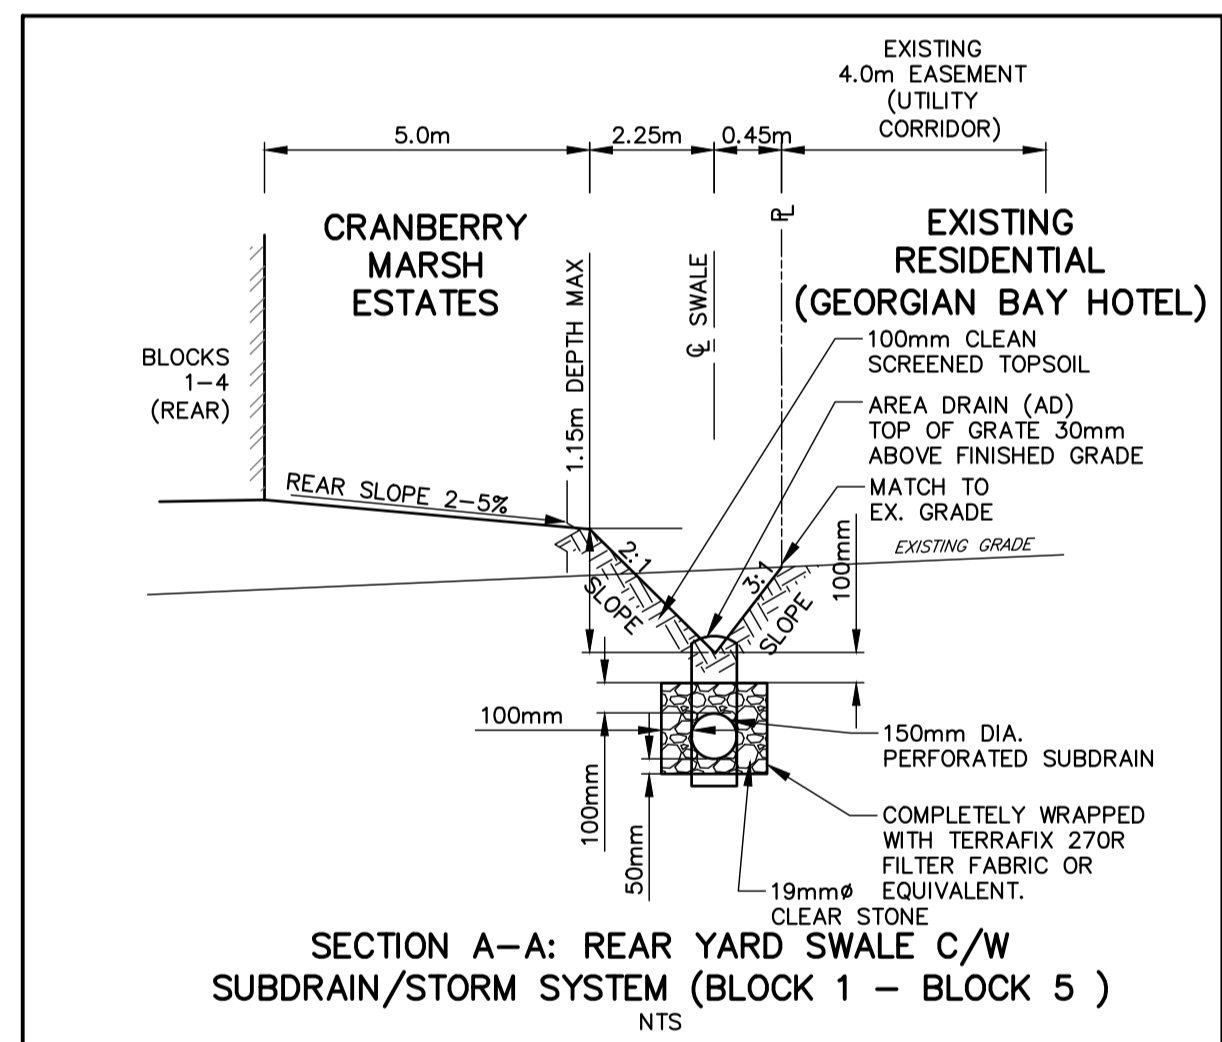 EXISTING
4.0m EASEMENT
(UTILITY
CORRIDOR)
5.0m
2.25m
0.45m
CRANBERRY
MARSH
ESTATES
EXISTING
RESIDENTIAL
(GEORGIAN BAY HOTEL)
PL
CL SWALE
1.15m DEPTH MAX
BLOCKS
1-4
(REAR)
100mm CLEAN
SCREENED TOPSOIL
AREA DRAIN (AD)
TOP OF GRATE 30mm
ABOVE FINISHED GRADE
MATCH TO
EX. GRADE
REAR SLOPE 2-5%
EXISTING GRADE
2:1
SLOPE
3:1
SLOPE
100mm
100mm
100mm
50mm
150mm DIA.
PERFORATED SUBDRAIN
COMPLETELY WRAPPED
WITH TERRAFIX 270R
FILTER FABRIC OR
EQUIVALENT.
19mmø
CLEAR STONE
SECTION A-A: REAR YARD SWALE C/W
SUBDRAIN/STORM SYSTEM (BLOCK 1 - BLOCK 5 )
NTS